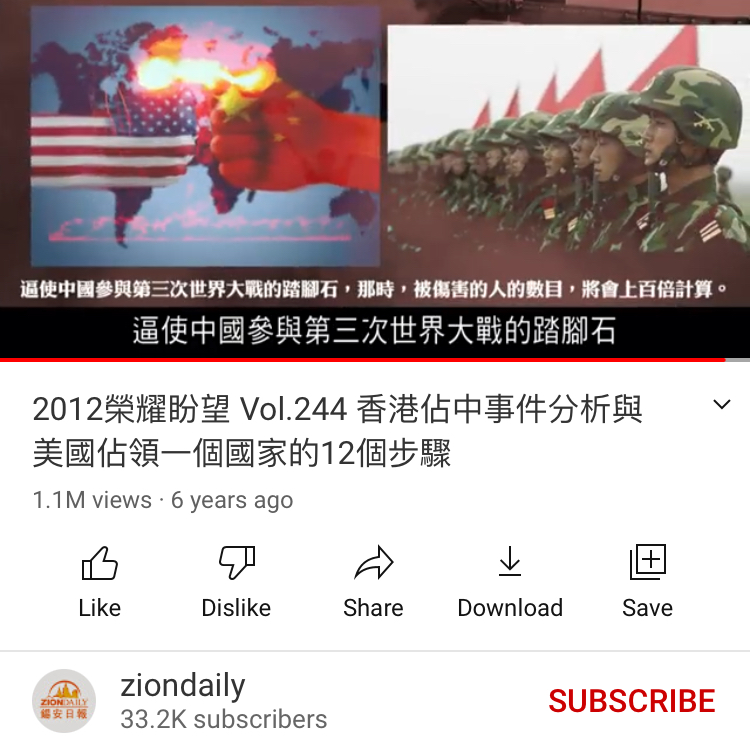 逼使中國參與第三次世界大戰的踏腳石，那時，被傷害的人的數目，將會上百倍計算。
逼使中國參與第三次世界大戰的踏腳石
2012榮耀盼望 Vol.244 香港佔中事件分析與
美國佔領一個國家的12個步驟
1.1M views · 6 years ago
Like Dislike Share Download Save
ZIONDAILY
錫安日報
ziondaily
33.2K subscribers
SUBSCRIBE